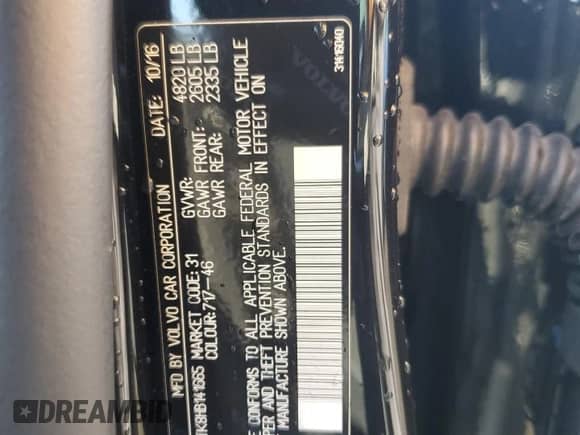 MFD BY VOLVO CAR CORPORATION DATE: 10/16
GVWR: 4820 LB
MARKET CODE: 31 GAWR FRONT: 2605 LB
COLOUR: 717-46 GAWR REAR: 2335 LB
CONFORMS TO ALL APPLICABLE FEDERAL MOTOR VEHICLE
AND THEFT PREVENTION STANDARDS IN EFFECT ON
MANUFACTURE SHOWN ABOVE.
31416040
VOLVO
DREAMBID